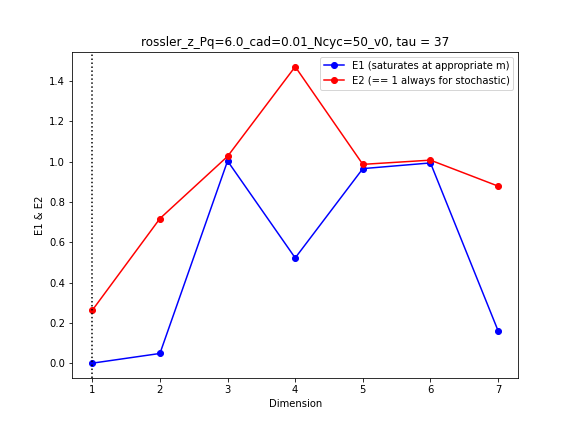 rossler_z_Pq=6.0_cad=0.01_Ncyc=50_v0, tau = 37
E1 (saturates at appropriate m)
E2 (== 1 always for stochastic)
E1 & E2
1.4
1.2
1.0
0.8
0.6
0.4
0.2
0.0
1 2 3 4 5 6 7
Dimension